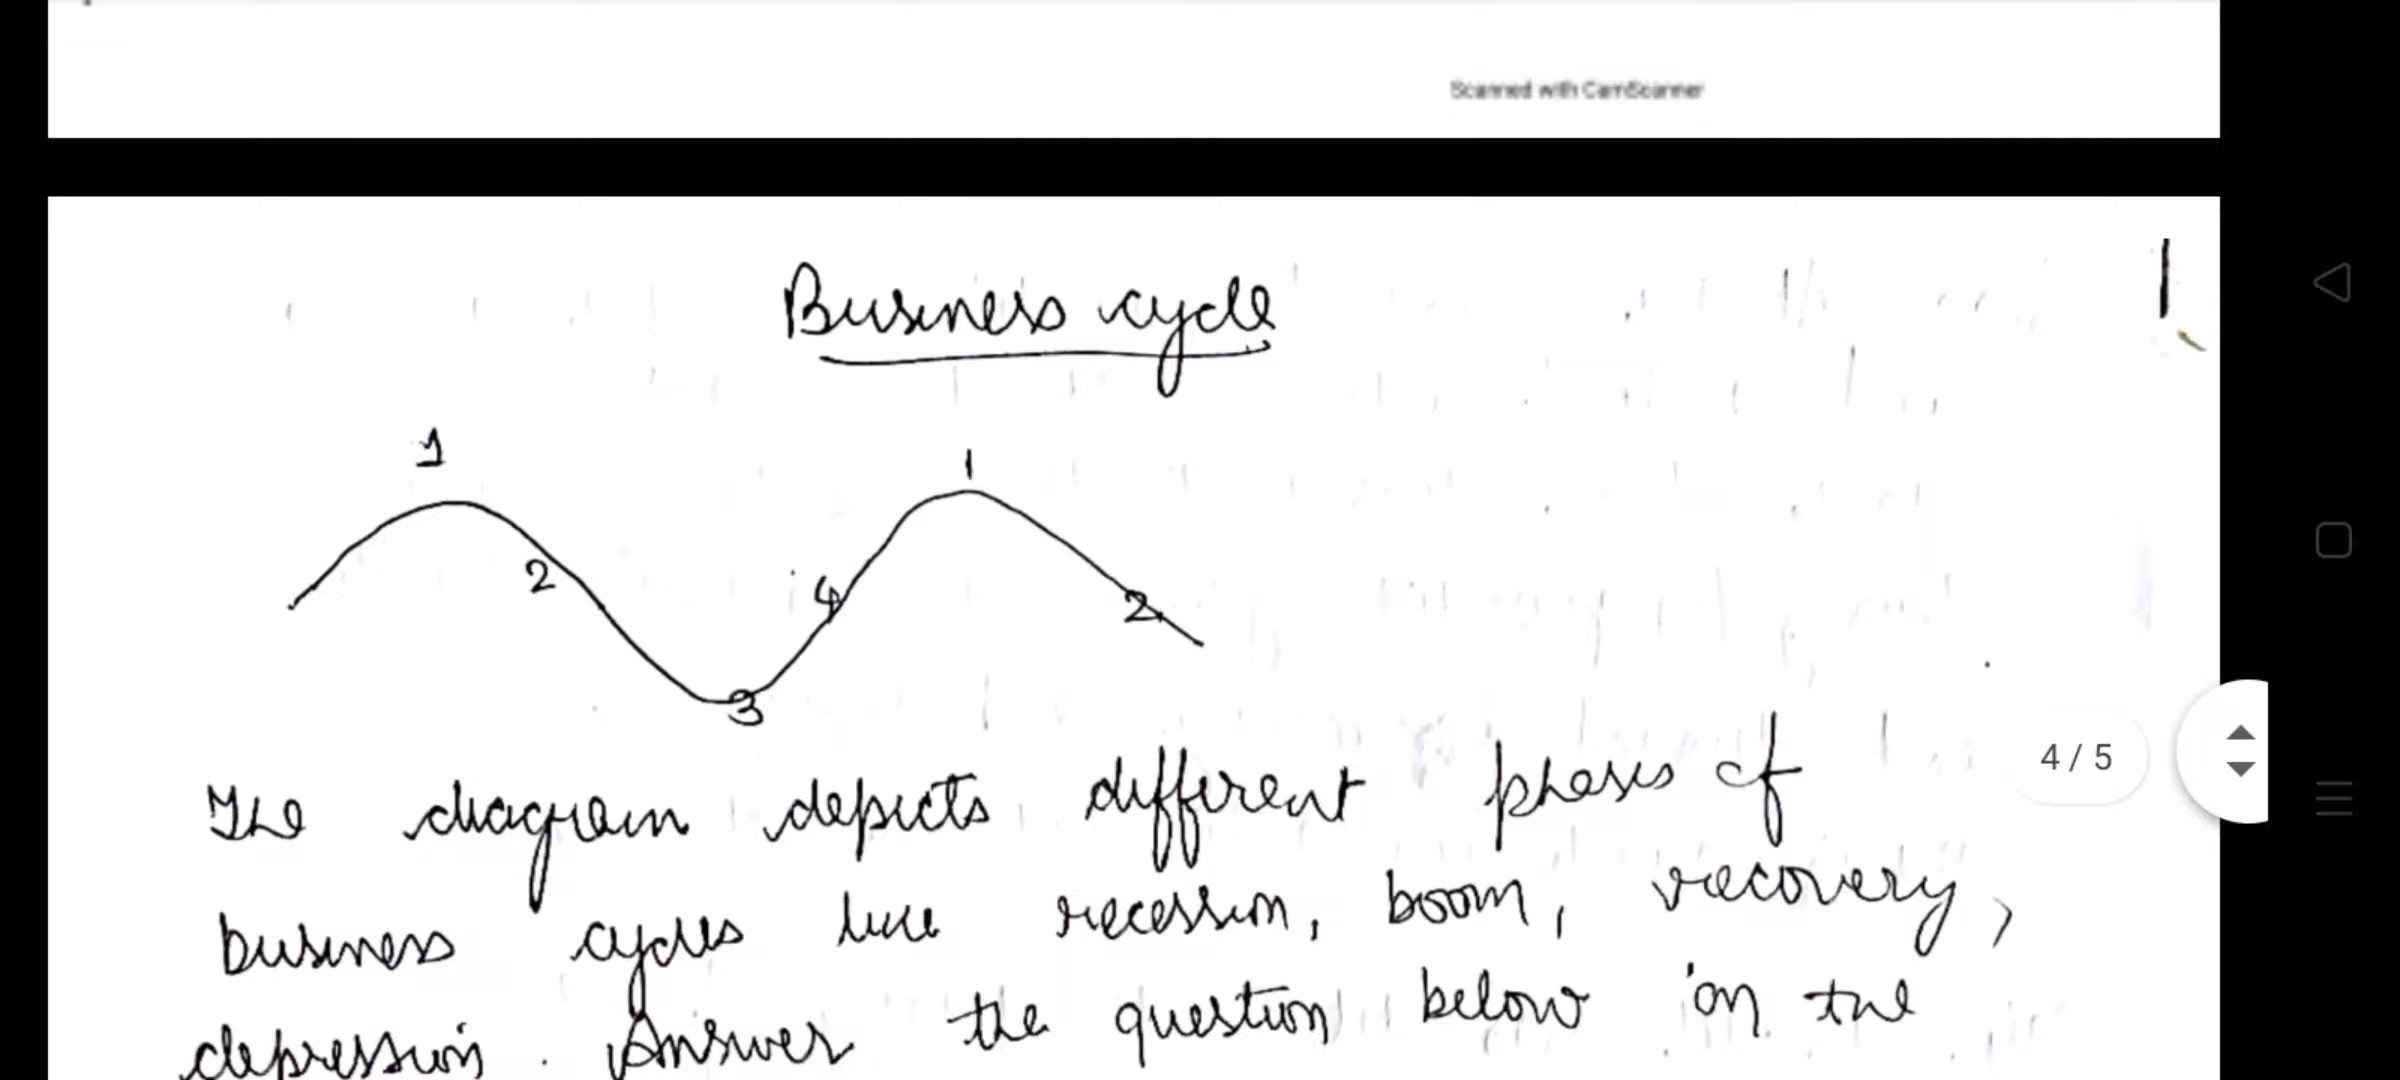 Scanned with CamScanner
Business cycle
1
1
2
4
2
3
4 / 5
The diagram depicts different phases of
business cycles like recession, boom, recovery,
depression. Answer the question below on the